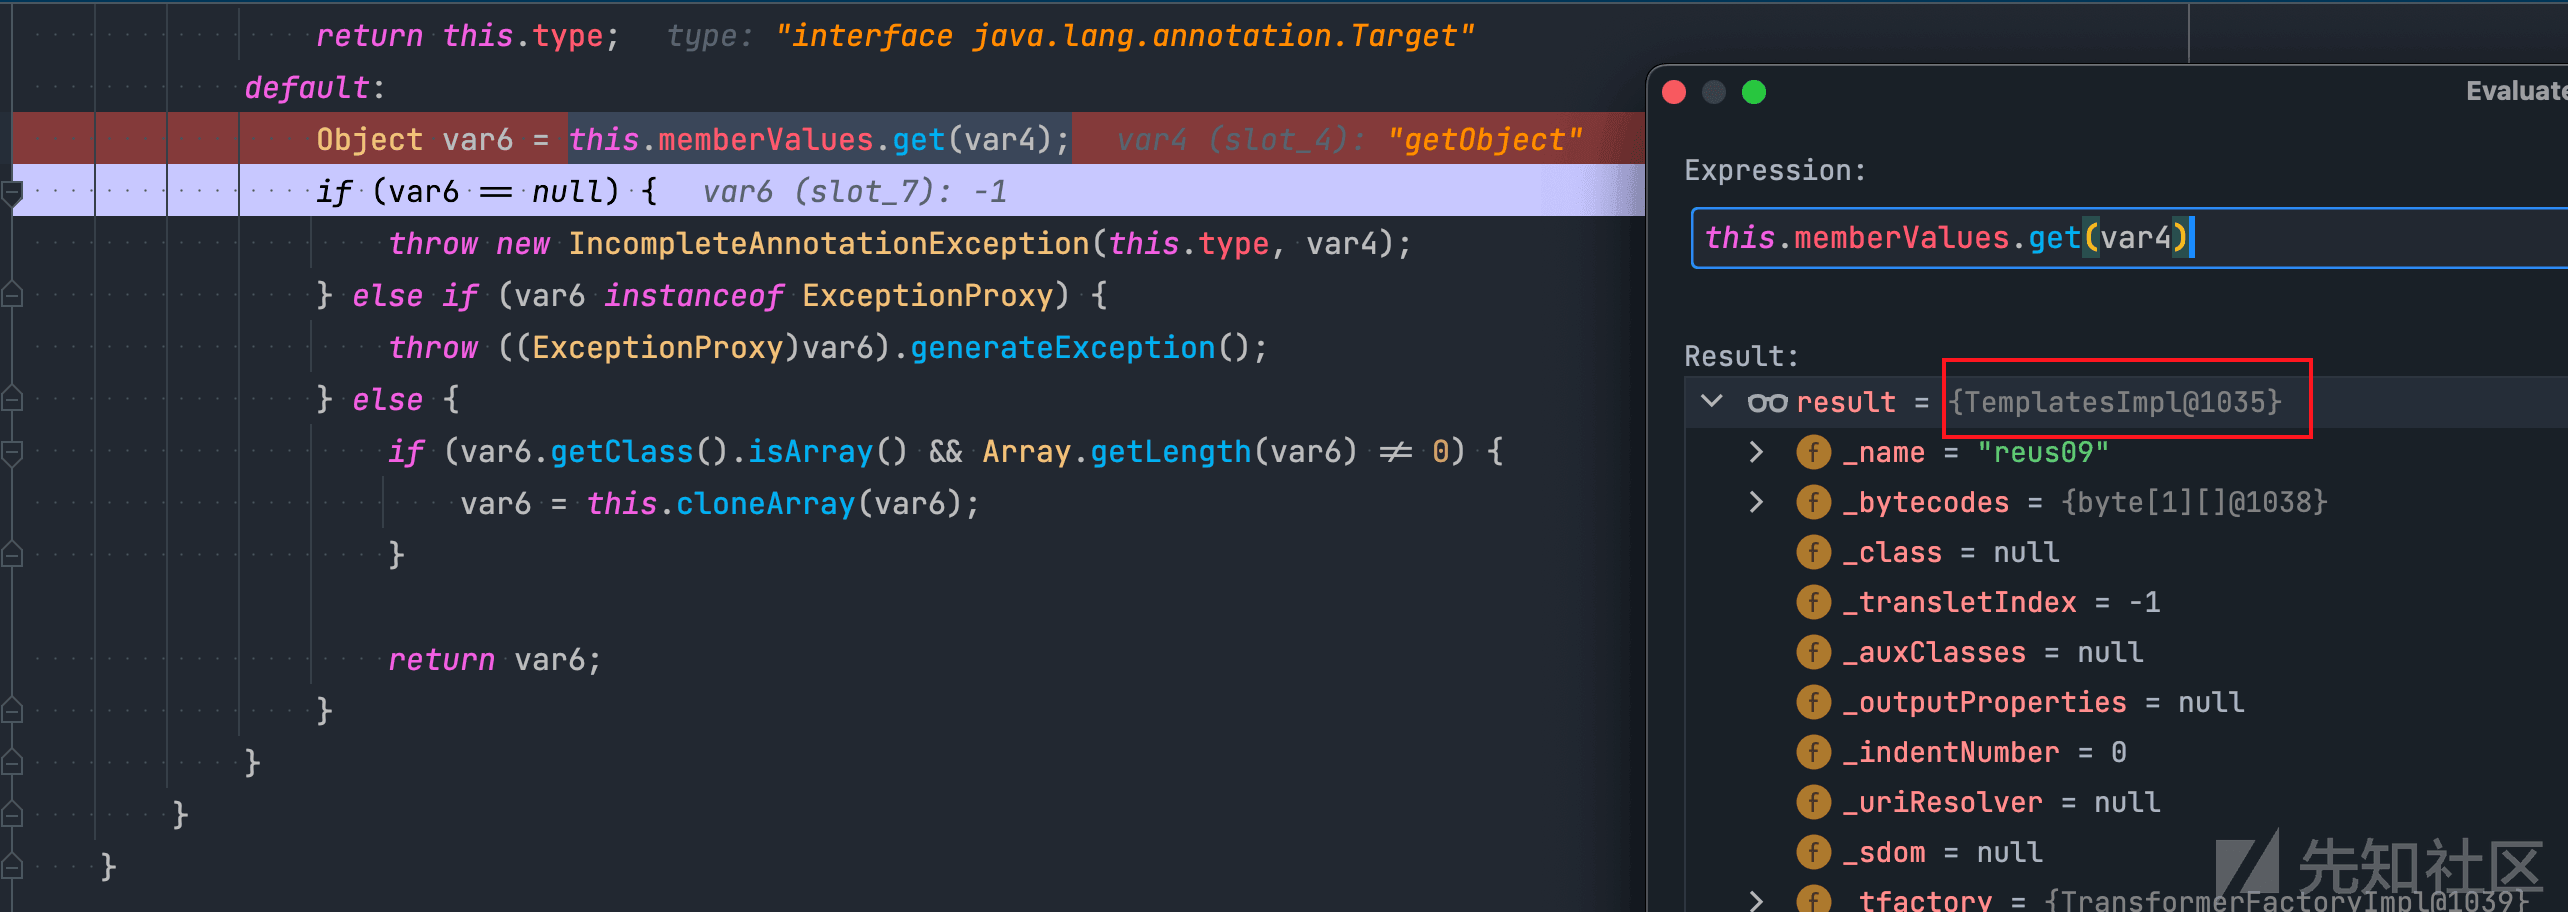 return this.type;   type: "interface java.lang.annotation.Target"
default:
Object var6 = this.memberValues.get(var4);   var4 (slot_4): "getObject"
if (var6 == null) {   var6 (slot_7): -1
throw new IncompleteAnnotationException(this.type, var4);
} else if (var6 instanceof ExceptionProxy) {
throw ((ExceptionProxy)var6).generateException();
} else {
if (var6.getClass().isArray() && Array.getLength(var6) != 0) {
var6 = this.cloneArray(var6);
}
return var6;
}
}
}
}
Evaluate
Expression:
this.memberValues.get(var4)
Result:
result = {TemplatesImpl@1035}
f _name = "reus09"
f _bytecodes = {byte[1][]@1038}
f _class = null
f _transletIndex = -1
f _auxClasses = null
f _outputProperties = null
f _indentNumber = 0
f _uriResolver = null
f _sdom = null
f _tfactory = {TransformerFactoryImpl@1039}
先知社区